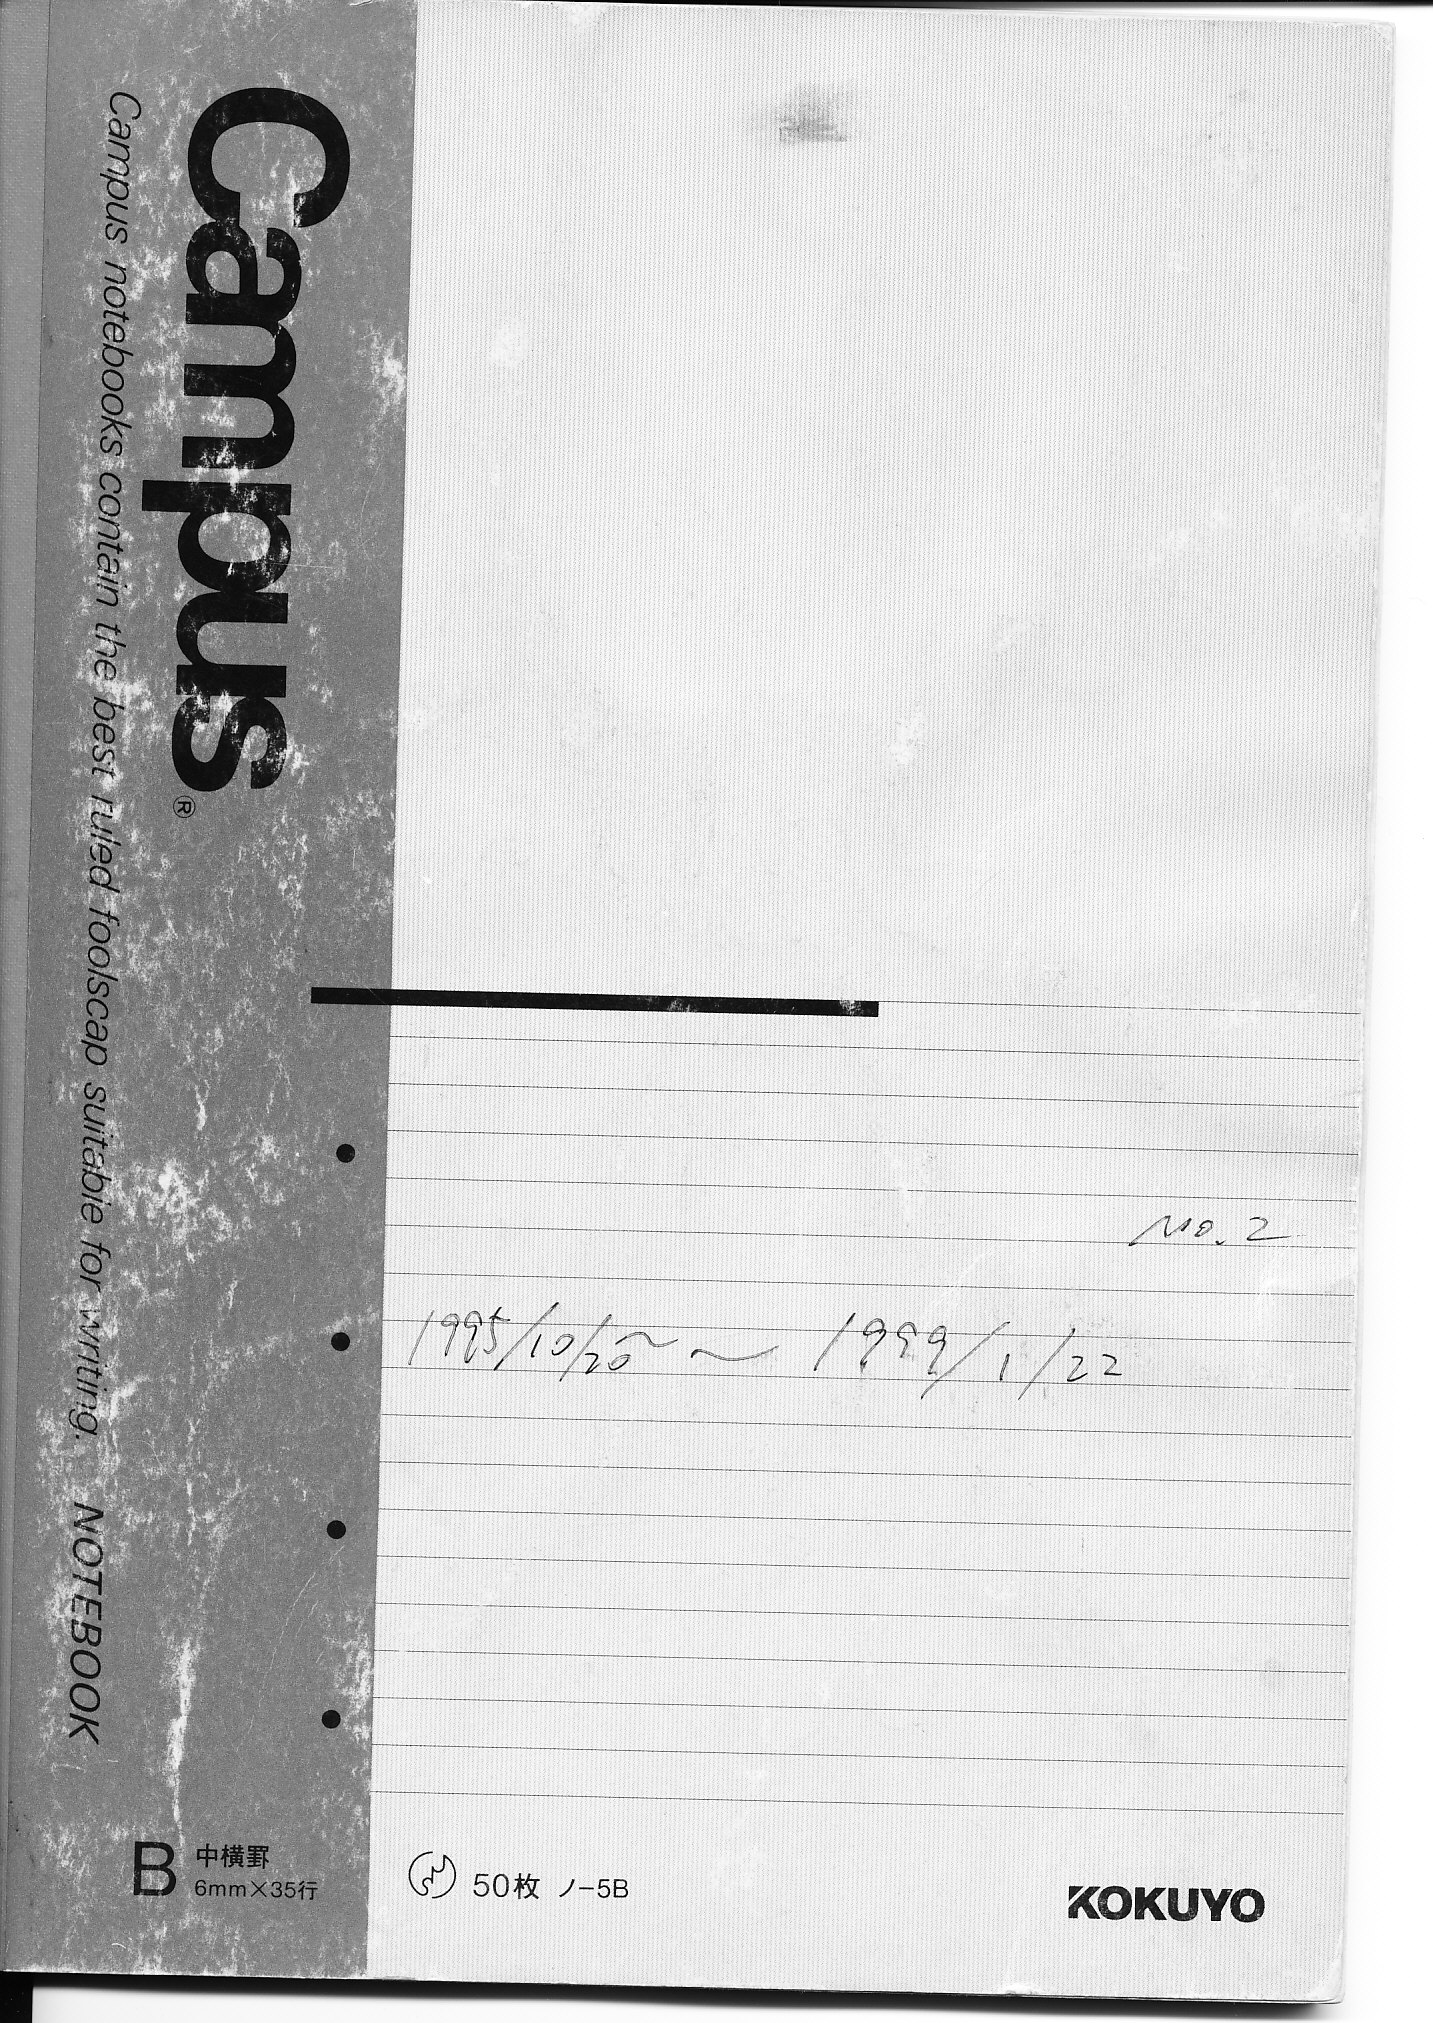 Campus®
Campus notebooks contain the best ruled foolscap suitable for writing. NOTEBOOK
No. 2
1995/10/20~ ~ 1999/1/22
B 中横罫
6mm×35行
50枚 ノ-5B
KOKUYO